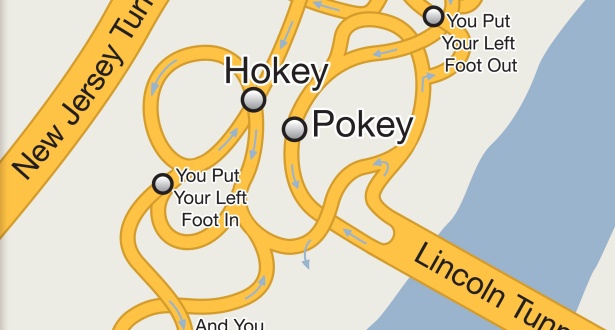 New Jersey Tun
You Put
Your Left
Foot Out
Hokey
Pokey
You Put
Your Left
Foot In
Lincoln Tunn
And You